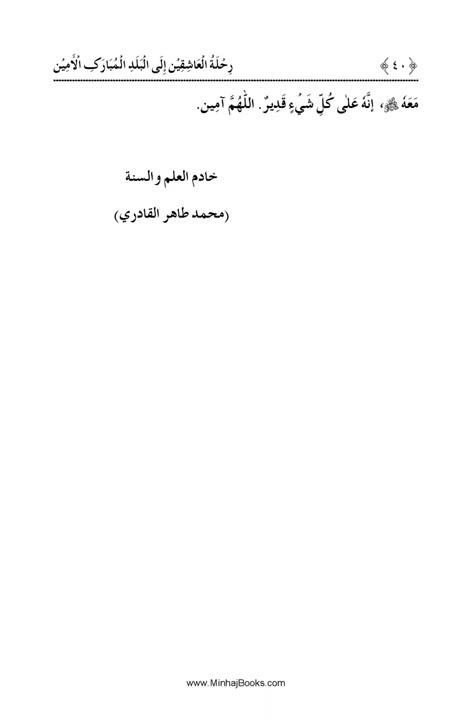 ﴿٤٠﴾ رِحْلَةُ الْعَاشِقِيْن إِلَى الْبَلَدِ الْمُبَارَكِ الْأَمِيْن
مَعَهٗ ﷺ، إِنَّهٗ عَلٰى كُلِّ شَيْءٍ قَدِيرٌ. اللّٰهُمَّ آمِين.
خادم العلم والسنة
(محمد طاهر القادري)
www.MinhajBooks.com